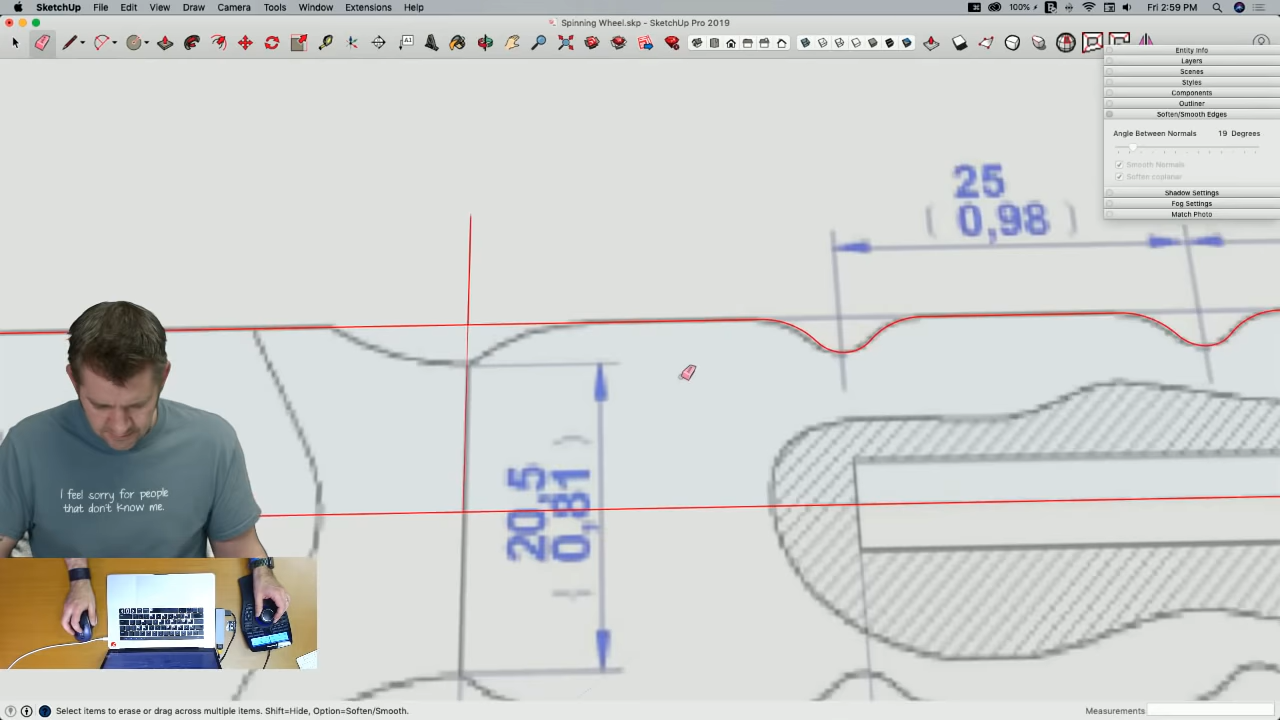 SketchUp File Edit View Draw Camera Tools Window Extensions Help
100% Fri 2:59 PM
Spinning Wheel.skp - SketchUp Pro 2019
Entity Info
Layers
Scenes
Styles
Components
Outliner
Soften/Smooth Edges
Angle Between Normals 19 Degrees
Smooth Normals
Soften coplanar
Shadow Settings
Fog Settings
Match Photo
25
( 0,98 )
20,5
( 0,81 )
I feel sorry for people
that don't know me.
Select items to erase or drag across multiple items. Shift=Hide, Option=Soften/Smooth.
Measurements